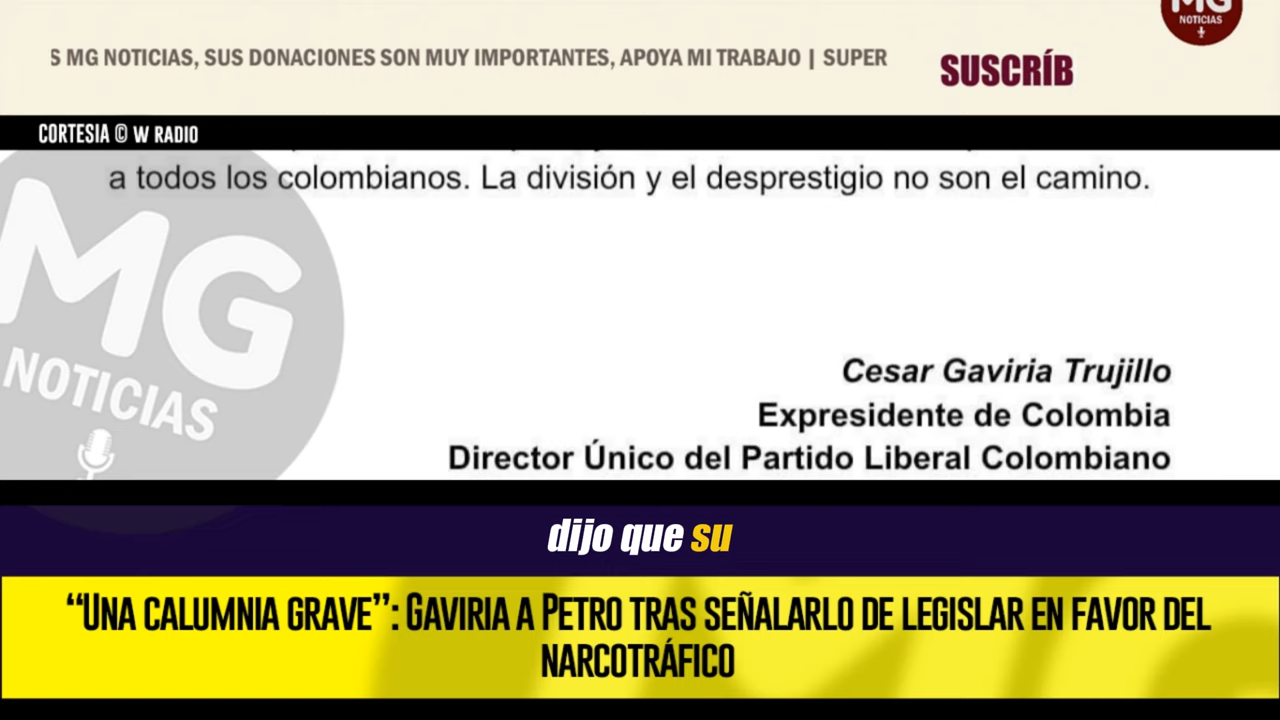 S MG NOTICIAS, SUS DONACIONES SON MUY IMPORTANTES, APOYA MI TRABAJO | SUPER
SUSCRÍB
MG
NOTICIAS
CORTESIA © W RADIO
a todos los colombianos. La división y el desprestigio no son el camino.
MG
NOTICIAS
Cesar Gaviria Trujillo
Expresidente de Colombia
Director Único del Partido Liberal Colombiano
dijo que su
“UNA CALUMNIA GRAVE”: GAVIRIA A PETRO TRAS SEÑALARLO DE LEGISLAR EN FAVOR DEL
NARCOTRÁFICO